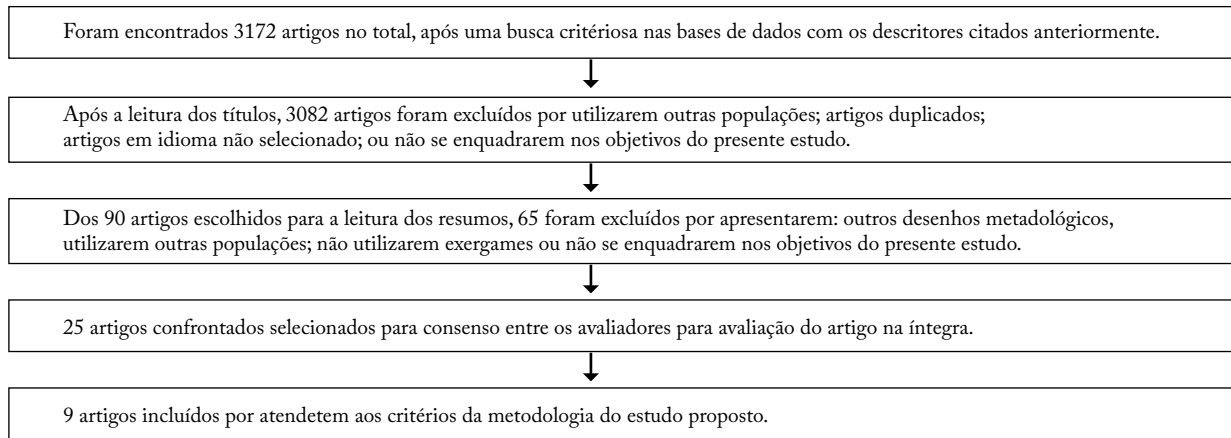 Foram encontrados 3172 artigos no total, após uma busca critériosa nas bases de dados com os descritores citados anteriormente.
Após a leitura dos títulos, 3082 artigos foram excluídos por utilizarem outras populações; artigos duplicados;
artigos em idioma não selecionado; ou não se enquadrarem nos objetivos do presente estudo.
Dos 90 artigos escolhidos para a leitura dos resumos, 65 foram excluídos por apresentarem: outros desenhos metadológicos,
utilizarem outras populações; não utilizarem exergames ou não se enquadrarem nos objetivos do presente estudo.
25 artigos confrontados selecionados para consenso entre os avaliadores para avaliação do artigo na íntegra.
9 artigos incluídos por atendetem aos critérios da metodologia do estudo proposto.